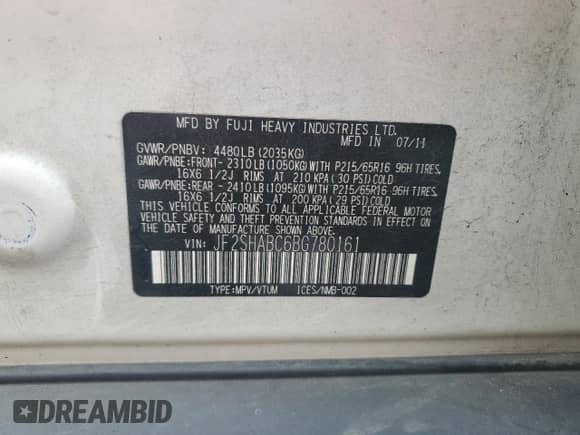 MFD BY FUJI HEAVY INDUSTRIES LTD.
MFD IN 07/11
GVWR/PNBV: 4480LB (2035KG)
GAWR/PNBE:FRONT- 2310LB(1050KG)WITH P215/65R16 96H TIRES,
16X6 1/2J RIMS AT 210 KPA (30 PSI)COLD
GAWR/PNBE:REAR - 2410LB(1095KG)WITH P215/65R16 96H TIRES,
16X6 1/2J RIMS AT 200 KPA (29 PSI)COLD
THIS VEHICLE CONFORMS TO ALL APPLICABLE FEDERAL MOTOR
VEHICLE SAFETY AND THEFT PREVENTION STANDARDS IN EFFECT ON
THE DATE OF MANUFACTURE SHOWN ABOVE.
VIN: JF2SHABC6BG780161
TYPE:MPV/VTUM ICES/NMB-002
DREAMBID